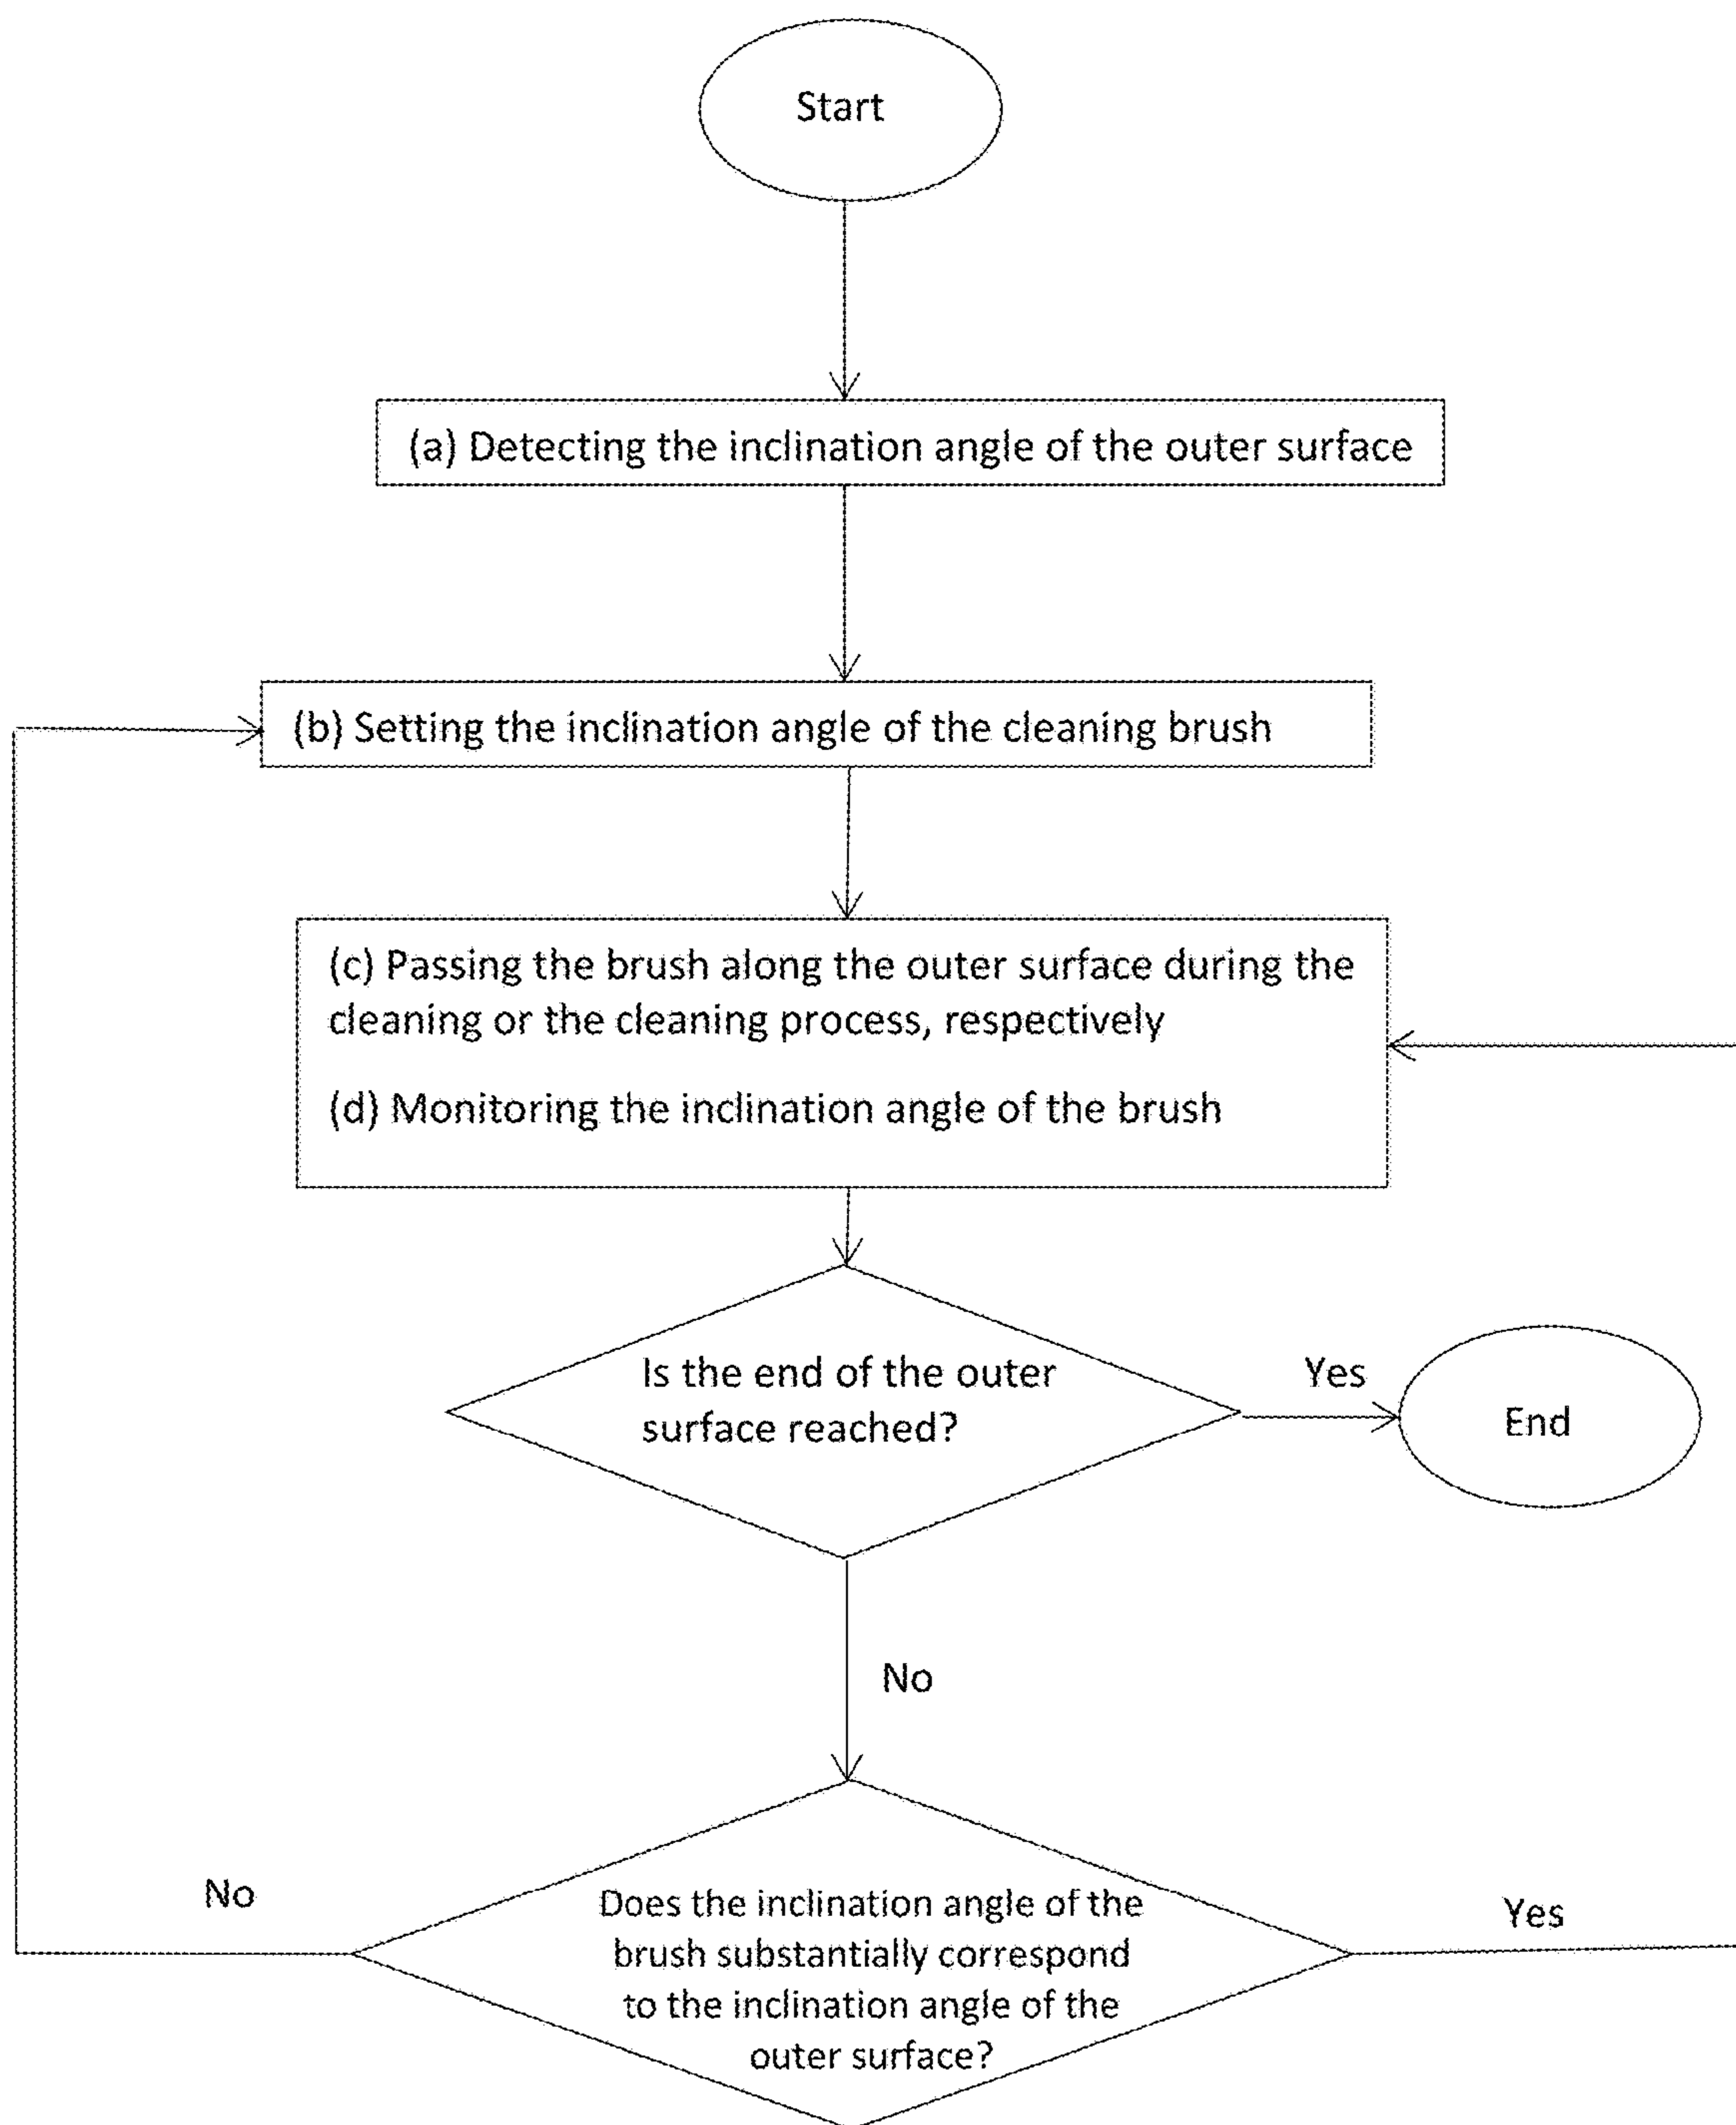 Start
(a) Detecting the inclination angle of the outer surface
(b) Setting the inclination angle of the cleaning brush
(c) Passing the brush along the outer surface during the
cleaning or the cleaning process, respectively
(d) Monitoring the inclination angle of the brush
Is the end of the outer
surface reached?
Yes
End
No
No
Does the inclination angle of the
brush substantially correspond
to the inclination angle of the
outer surface?
Yes